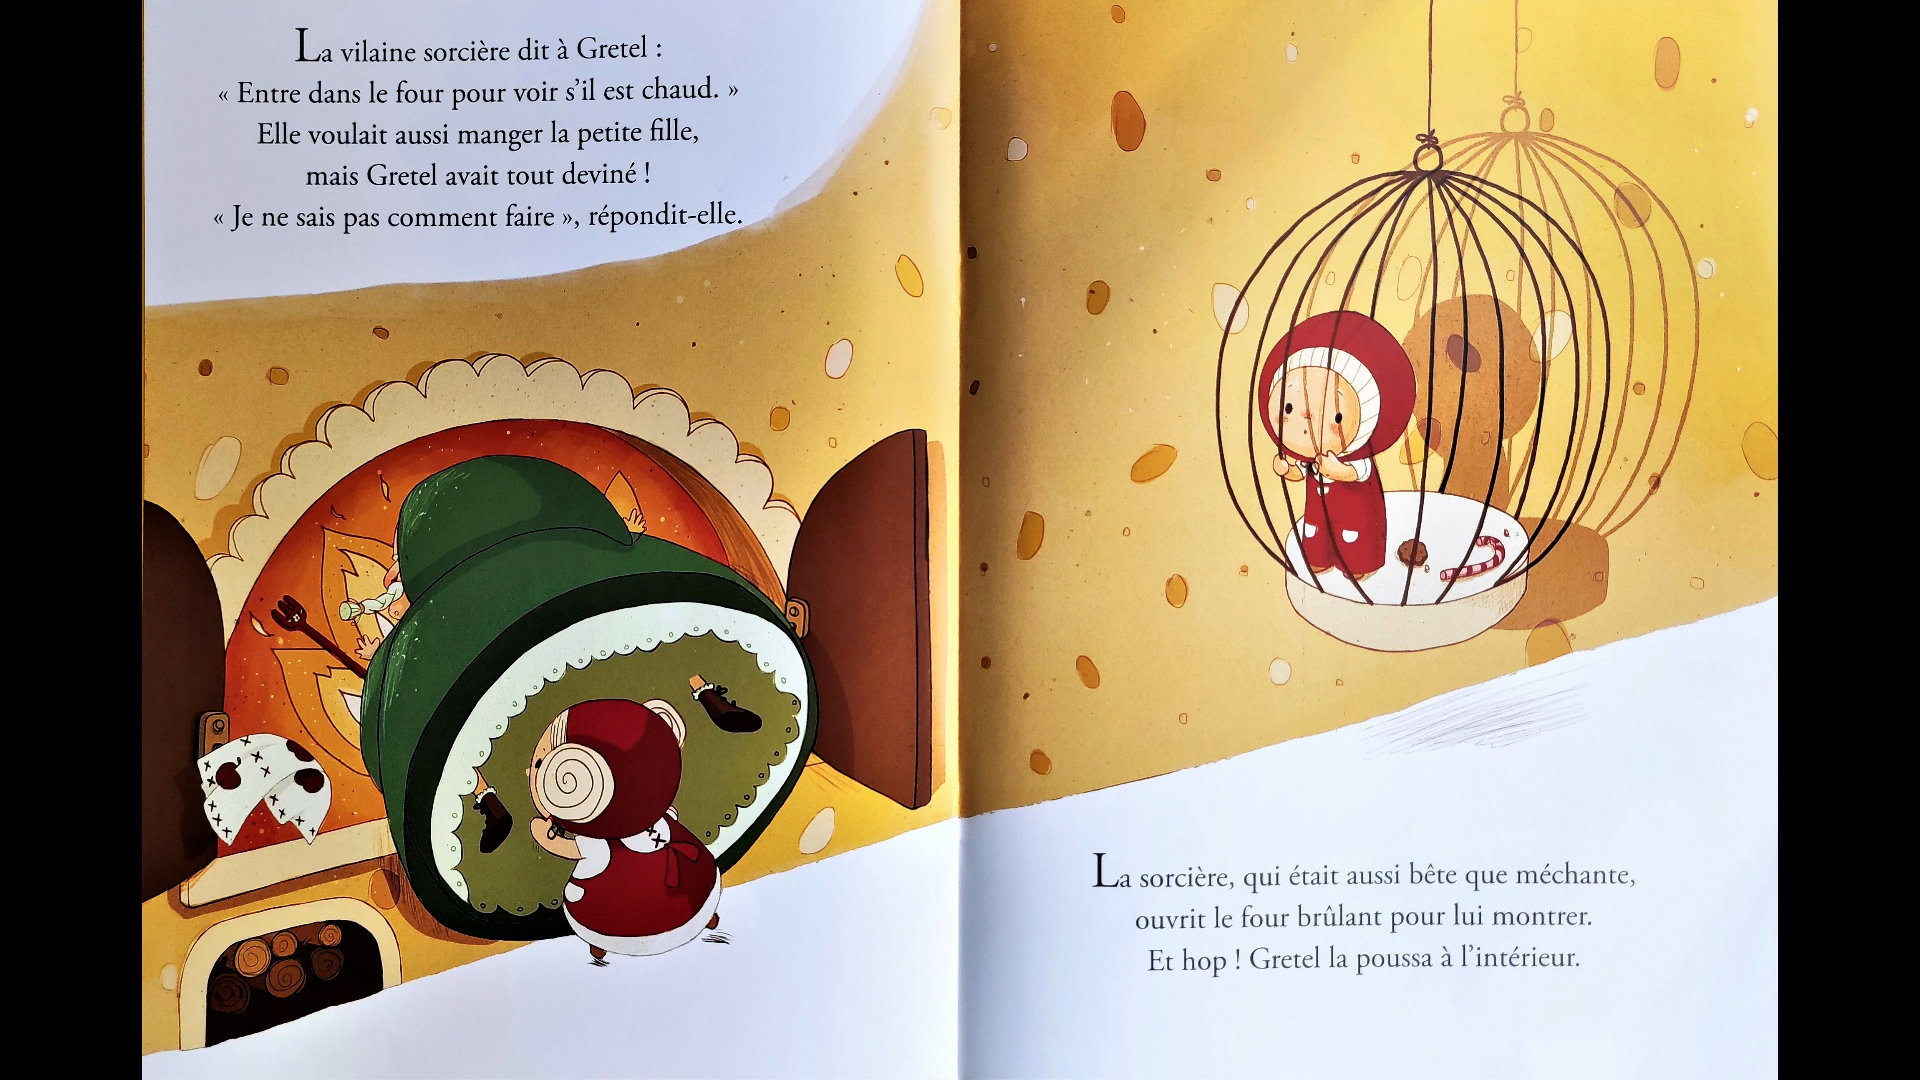 La vilaine sorcière dit à Gretel :
« Entre dans le four pour voir s’il est chaud. »
Elle voulait aussi manger la petite fille,
mais Gretel avait tout deviné !
« Je ne sais pas comment faire », répondit-elle.
La sorcière, qui était aussi bête que méchante,
ouvrit le four brûlant pour lui montrer.
Et hop ! Gretel la poussa à l’intérieur.